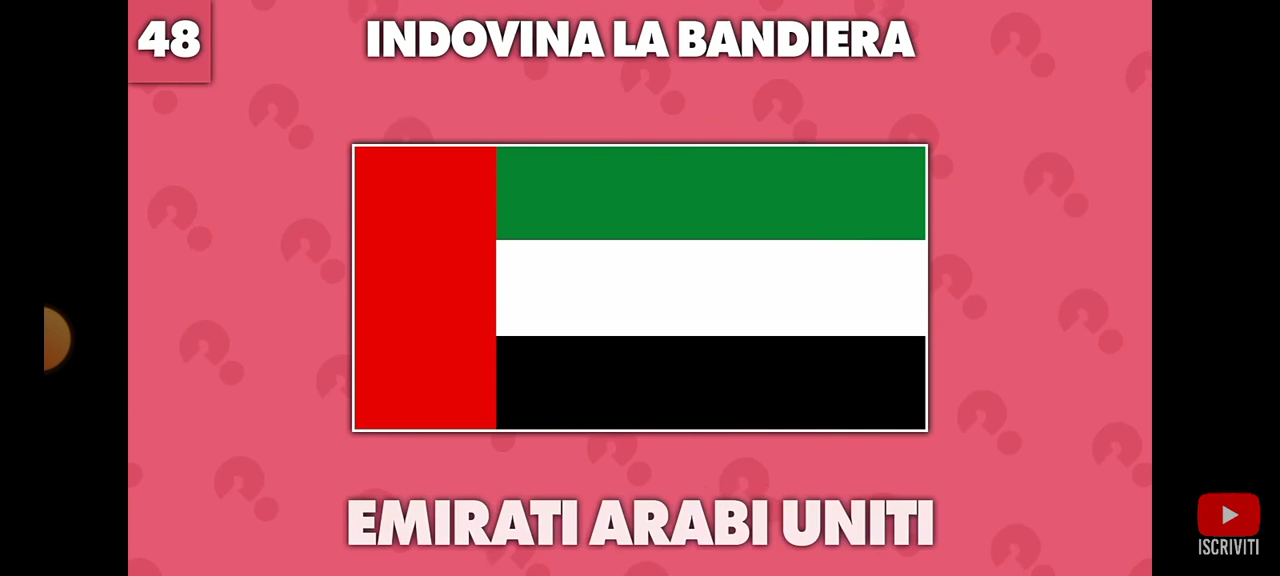 48
INDOVINA LA BANDIERA
EMIRATI ARABI UNITI
ISCRIVITI